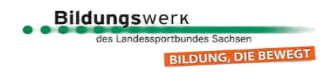 Bildungswerk
des Landessportbundes Sachsen
BILDUNG, DIE BEWEGT